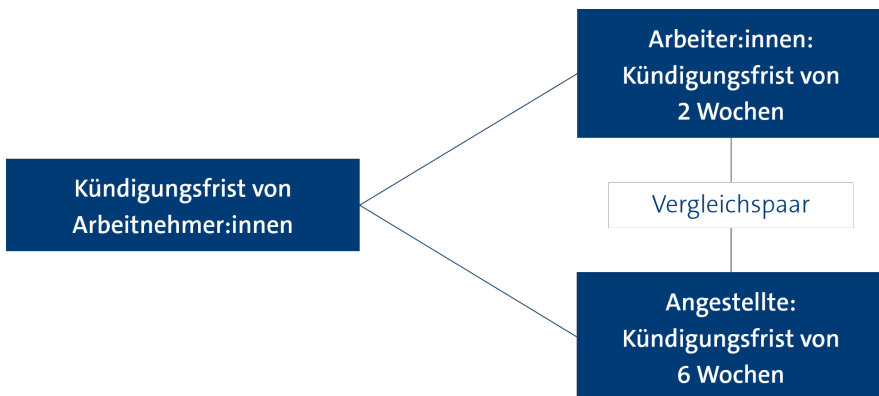 Arbeiter:innen:
Kündigungsfrist von
2 Wochen
Kündigungsfrist von
Arbeitnehmer:innen
Vergleichspaar
Angestellte:
Kündigungsfrist von
6 Wochen